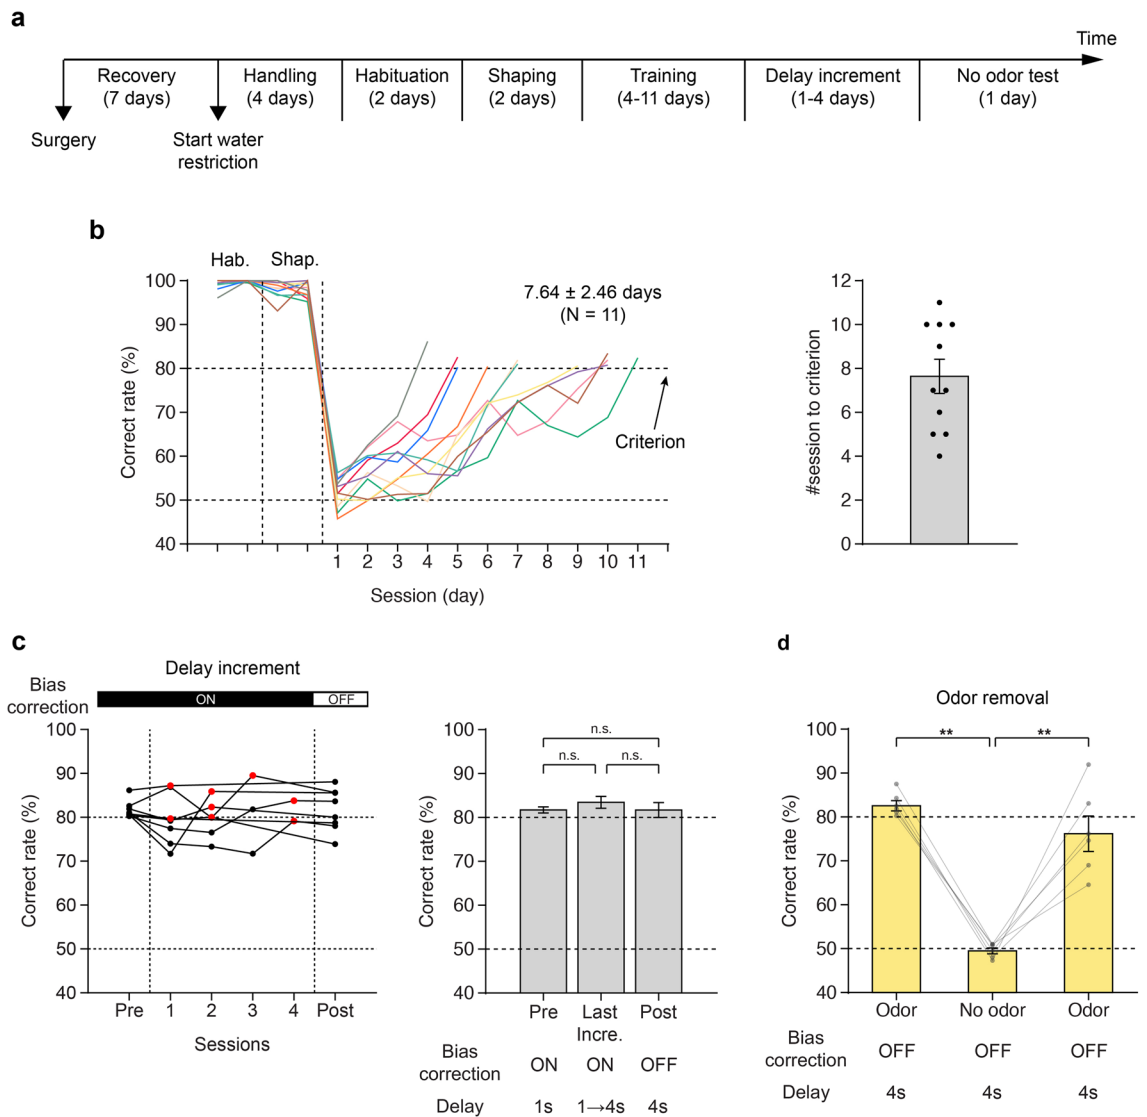 a
Time
Recovery
(7 days)
Handling
(4 days)
Habituation
(2 days)
Shaping
(2 days)
Training
(4-11 days)
Delay increment
(1-4 days)
No odor test
(1 day)
Surgery
Start water
restriction
b
Hab.
Shap.
7.64 ± 2.46 days
(N = 11)
Criterion
Correct rate (%)
100
90
80
70
60
50
40
1 2 3 4 5 6 7 8 9 10 11
Session (day)
#session to criterion
12
10
8
6
4
2
0
c
Delay increment
Bias
correction
ON
OFF
Correct rate (%)
100
90
80
70
60
50
40
Pre 1 2 3 4 Post
Sessions
Correct rate (%)
100
90
80
70
60
50
40
n.s.
n.s.
n.s.
Pre
Last
Incre.
Post
Bias
correction
ON
ON
OFF
Delay
1s
1→4s
4s
d
Odor removal
**
**
Correct rate (%)
100
90
80
70
60
50
40
Odor
No odor
Odor
Bias
correction
OFF
OFF
OFF
Delay
4s
4s
4s